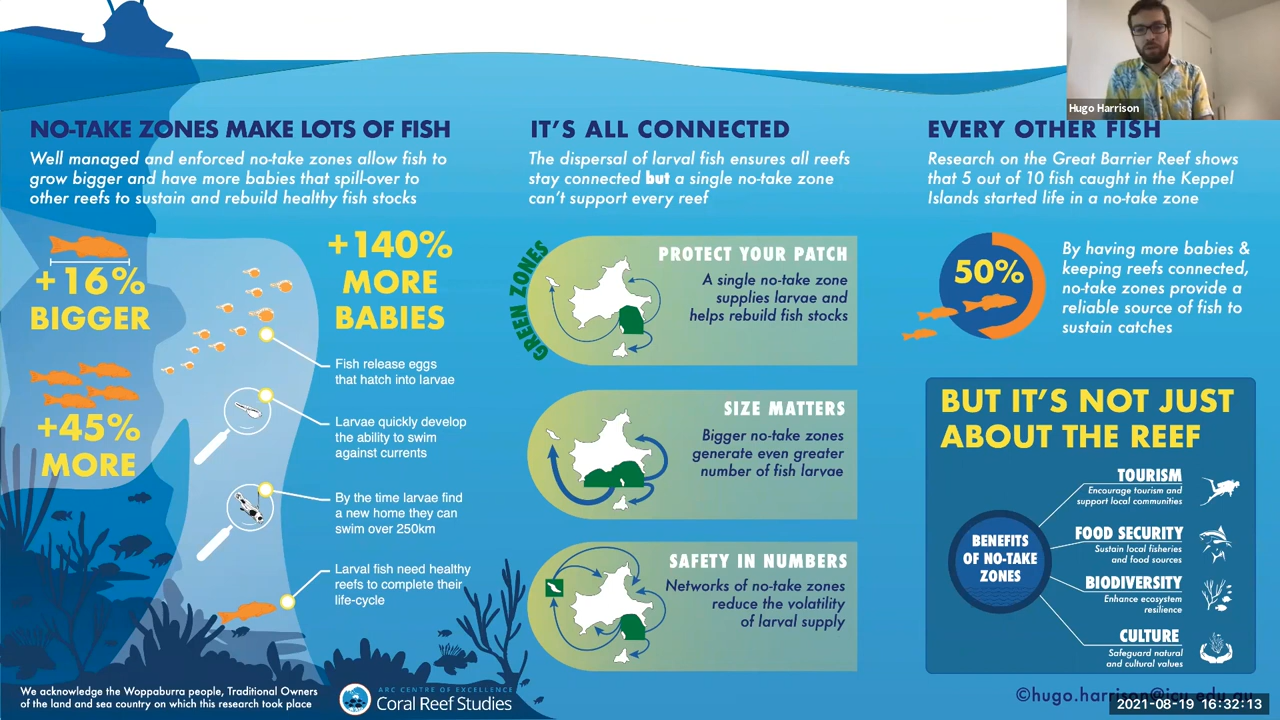 Hugo Harrison
NO-TAKE ZONES MAKE LOTS OF FISH
Well managed and enforced no-take zones allow fish to
grow bigger and have more babies that spill-over to
other reefs to sustain and rebuild healthy fish stocks
+16%
BIGGER
+45%
MORE
+140%
MORE
BABIES
Fish release eggs
that hatch into larvae
Larvae quickly develop
the ability to swim
against currents
By the time larvae find
a new home they can
swim over 250km
Larval fish need healthy
reefs to complete their
life-cycle
We acknowledge the Woppaburra people, Traditional Owners
of the land and sea country on which this research took place
ARC CENTRE OF EXCELLENCE
Coral Reef Studies
IT'S ALL CONNECTED
The dispersal of larval fish ensures all reefs
stay connected but a single no-take zone
can't support every reef
GREEN ZONES
PROTECT YOUR PATCH
A single no-take zone
supplies larvae and
helps rebuild fish stocks
SIZE MATTERS
Bigger no-take zones
generate even greater
number of fish larvae
SAFETY IN NUMBERS
Networks of no-take zones
reduce the volatility
of larval supply
EVERY OTHER FISH
Research on the Great Barrier Reef shows
that 5 out of 10 fish caught in the Keppel
Islands started life in a no-take zone
50%
By having more babies &
keeping reefs connected,
no-take zones provide a
reliable source of fish to
sustain catches
BUT IT'S NOT JUST
ABOUT THE REEF
BENEFITS
OF NO-TAKE
ZONES
TOURISM
Encourage tourism and
support local communities
FOOD SECURITY
Sustain local fisheries
and food sources
BIODIVERSITY
Enhance ecosystem
resilience
CULTURE
Safeguard natural
and cultural values
©hugo.harrison@jcu.edu.au
2021-08-19 16:32:13